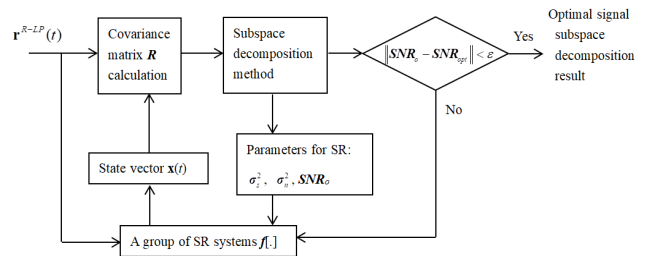 r^{R-LP}(t)
Covariance
matrix R
calculation
Subspace
decomposition
method
‖SNR_o − SNR_opt‖ < ε
Yes
Optimal signal
subspace
decomposition
result
No
Parameters for SR:
σ_s^2, σ_n^2, SNR_o
State vector x(t)
A group of SR systems f[.]